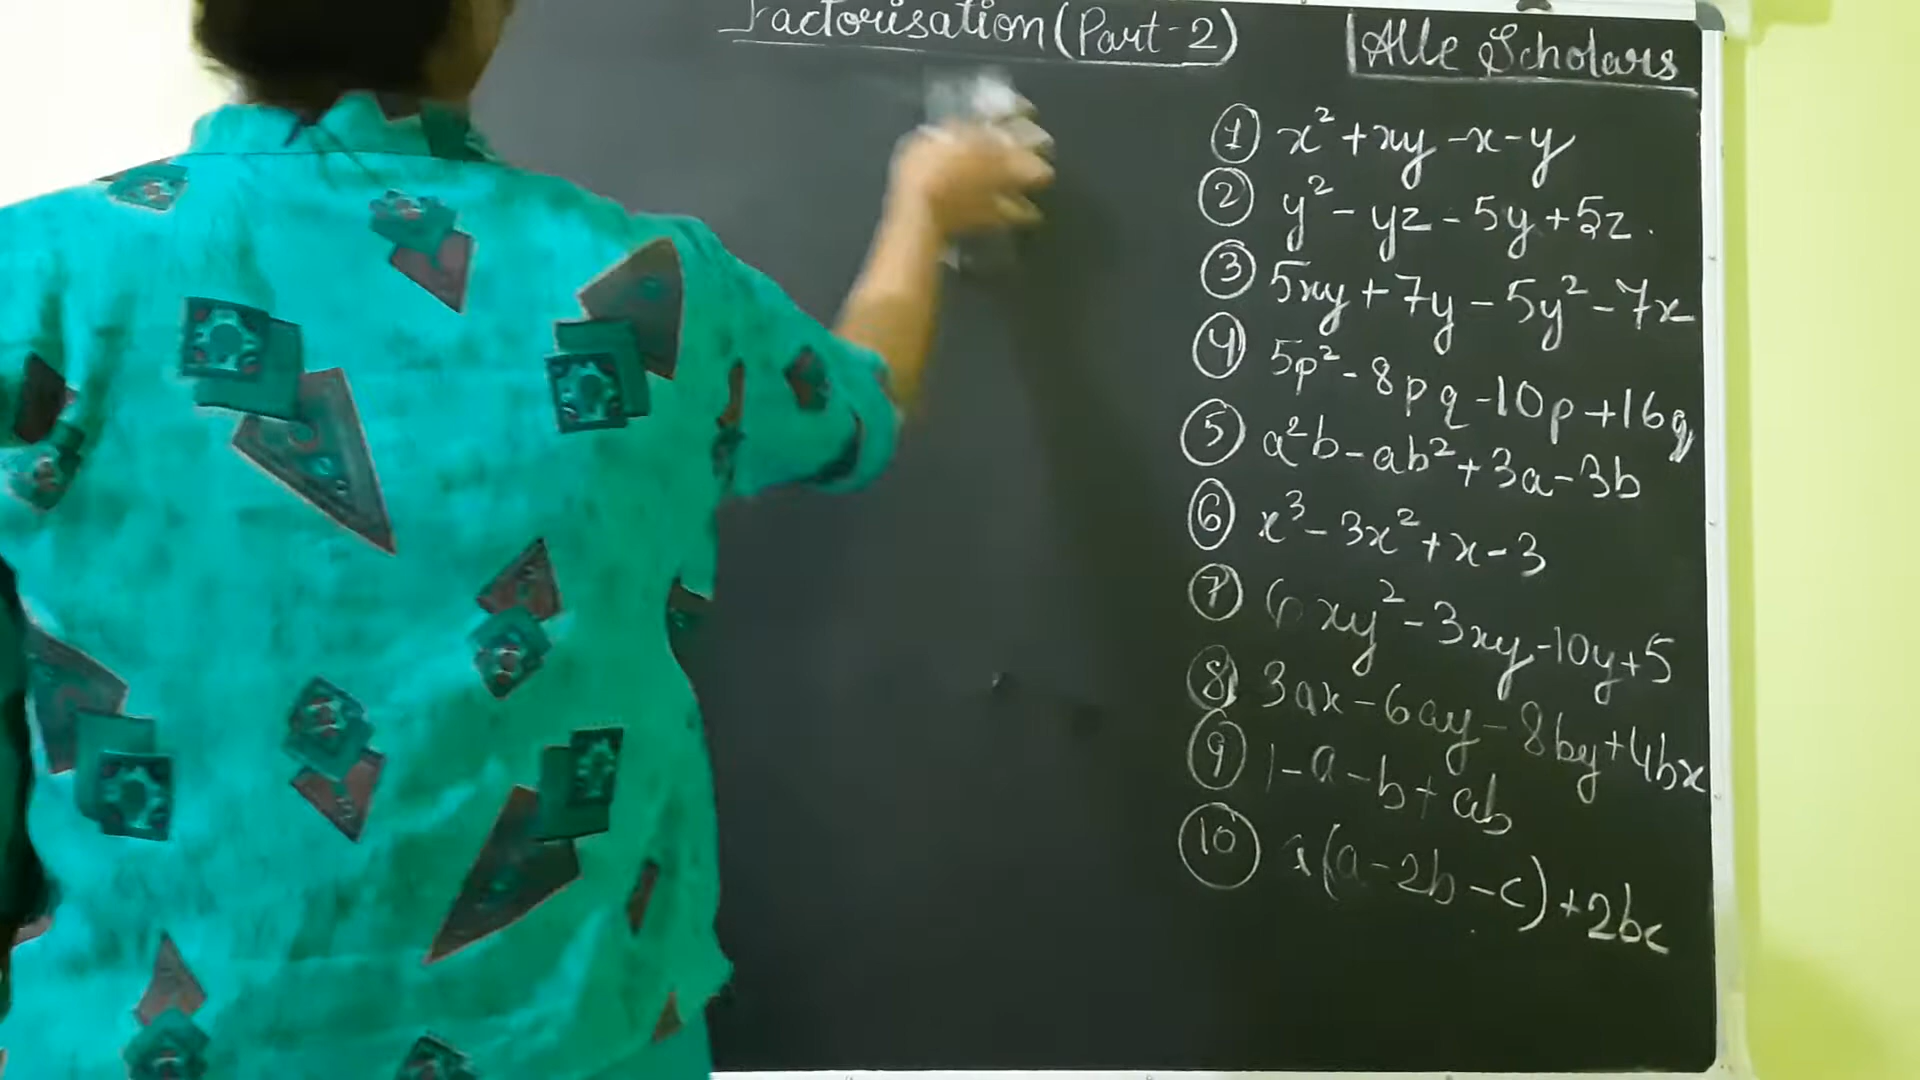 Factorisation (Part-2)
Alle Scholars
① x² + xy - x - y
② y² - yz - 5y + 5z.
③ 5xy + 7y - 5y² - 7x
④ 5p² - 8pq - 10p + 16q
⑤ a²b - ab² + 3a - 3b
⑥ x³ - 3x² + x - 3
⑦ 6xy² - 3xy - 10y + 5
⑧ 3ax - 6ay - 8by + 4bx
⑨ 1 - a - b + ab
⑩ (a - 2b - c) + 2bc